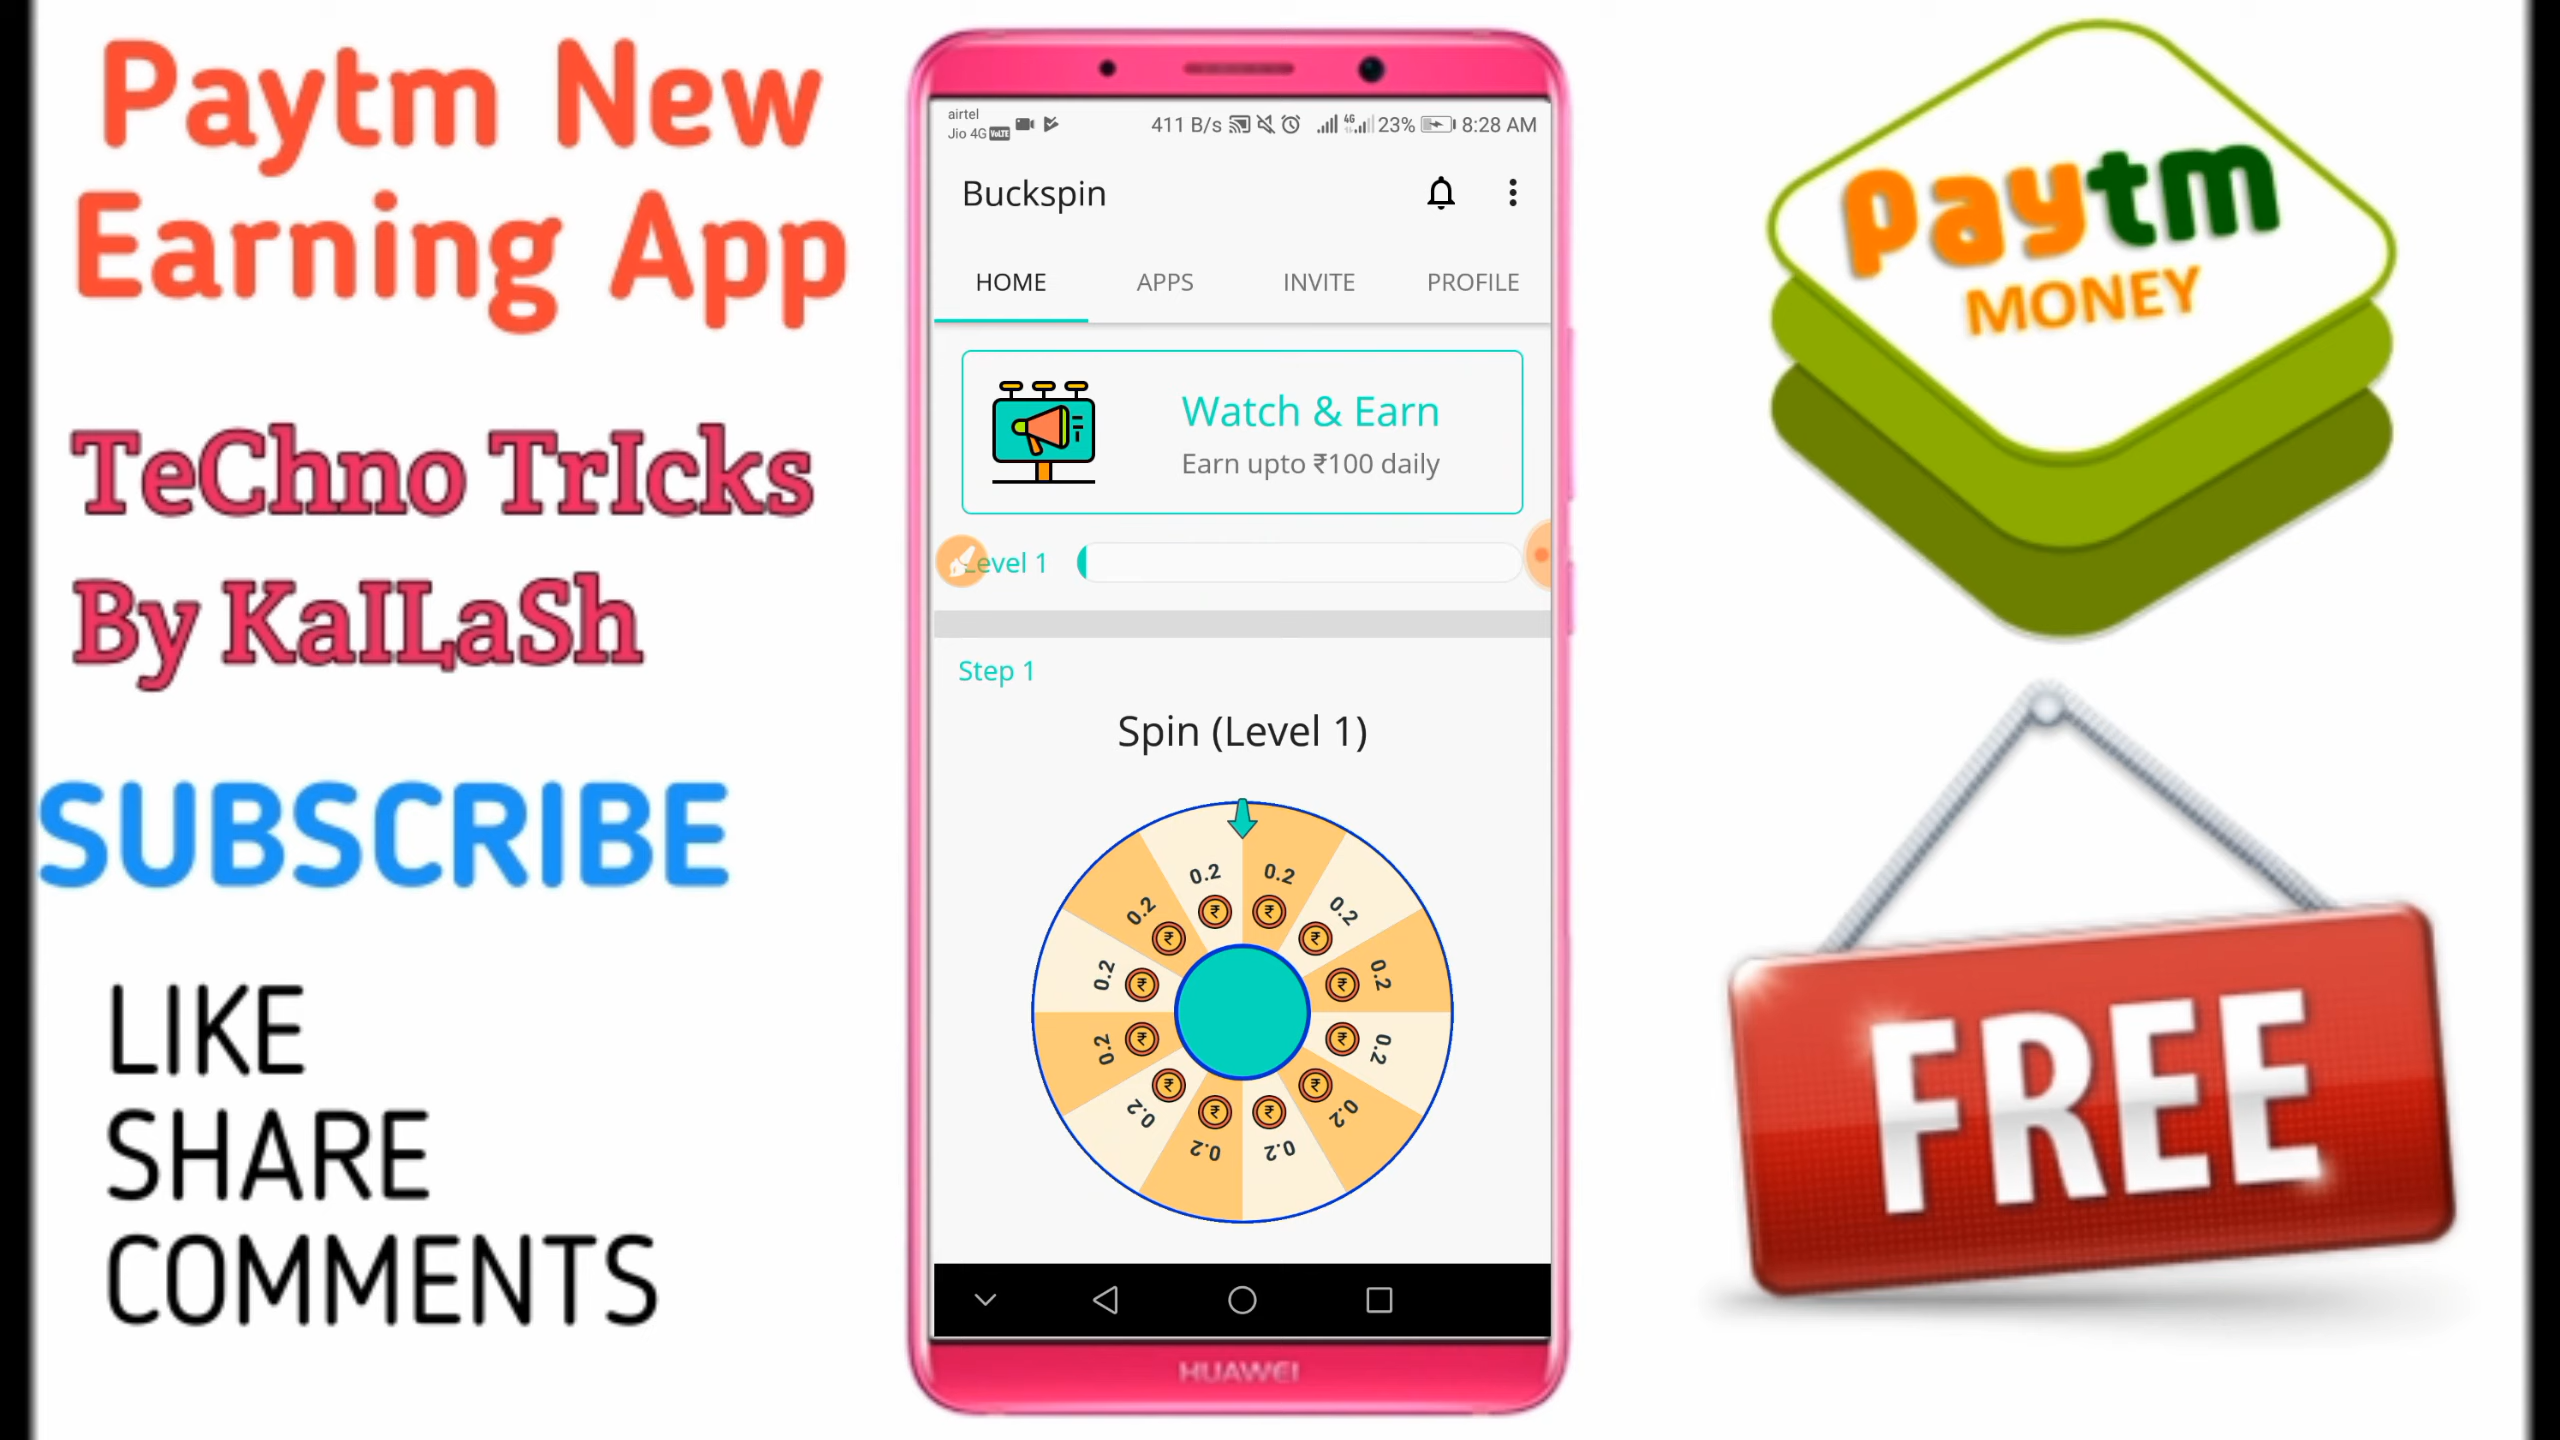 Paytm New
Earning App
TeChno TrIcks
By KaILaSh
SUBSCRIBE
LIKE
SHARE
COMMENTS
airtel
Jio 4G VoLTE
411 B/s 4G 23% 8:28 AM
Buckspin
HOME APPS INVITE PROFILE
Watch & Earn
Earn upto ₹100 daily
Level 1
Step 1
Spin (Level 1)
0.2 ₹
0.2 ₹
0.2 ₹
0.2 ₹
0.2 ₹
0.2 ₹
0.2 ₹
0.2 ₹
0.2 ₹
0.2 ₹
0.2 ₹
0.2 ₹
HUAWEI
paytm
MONEY
FREE